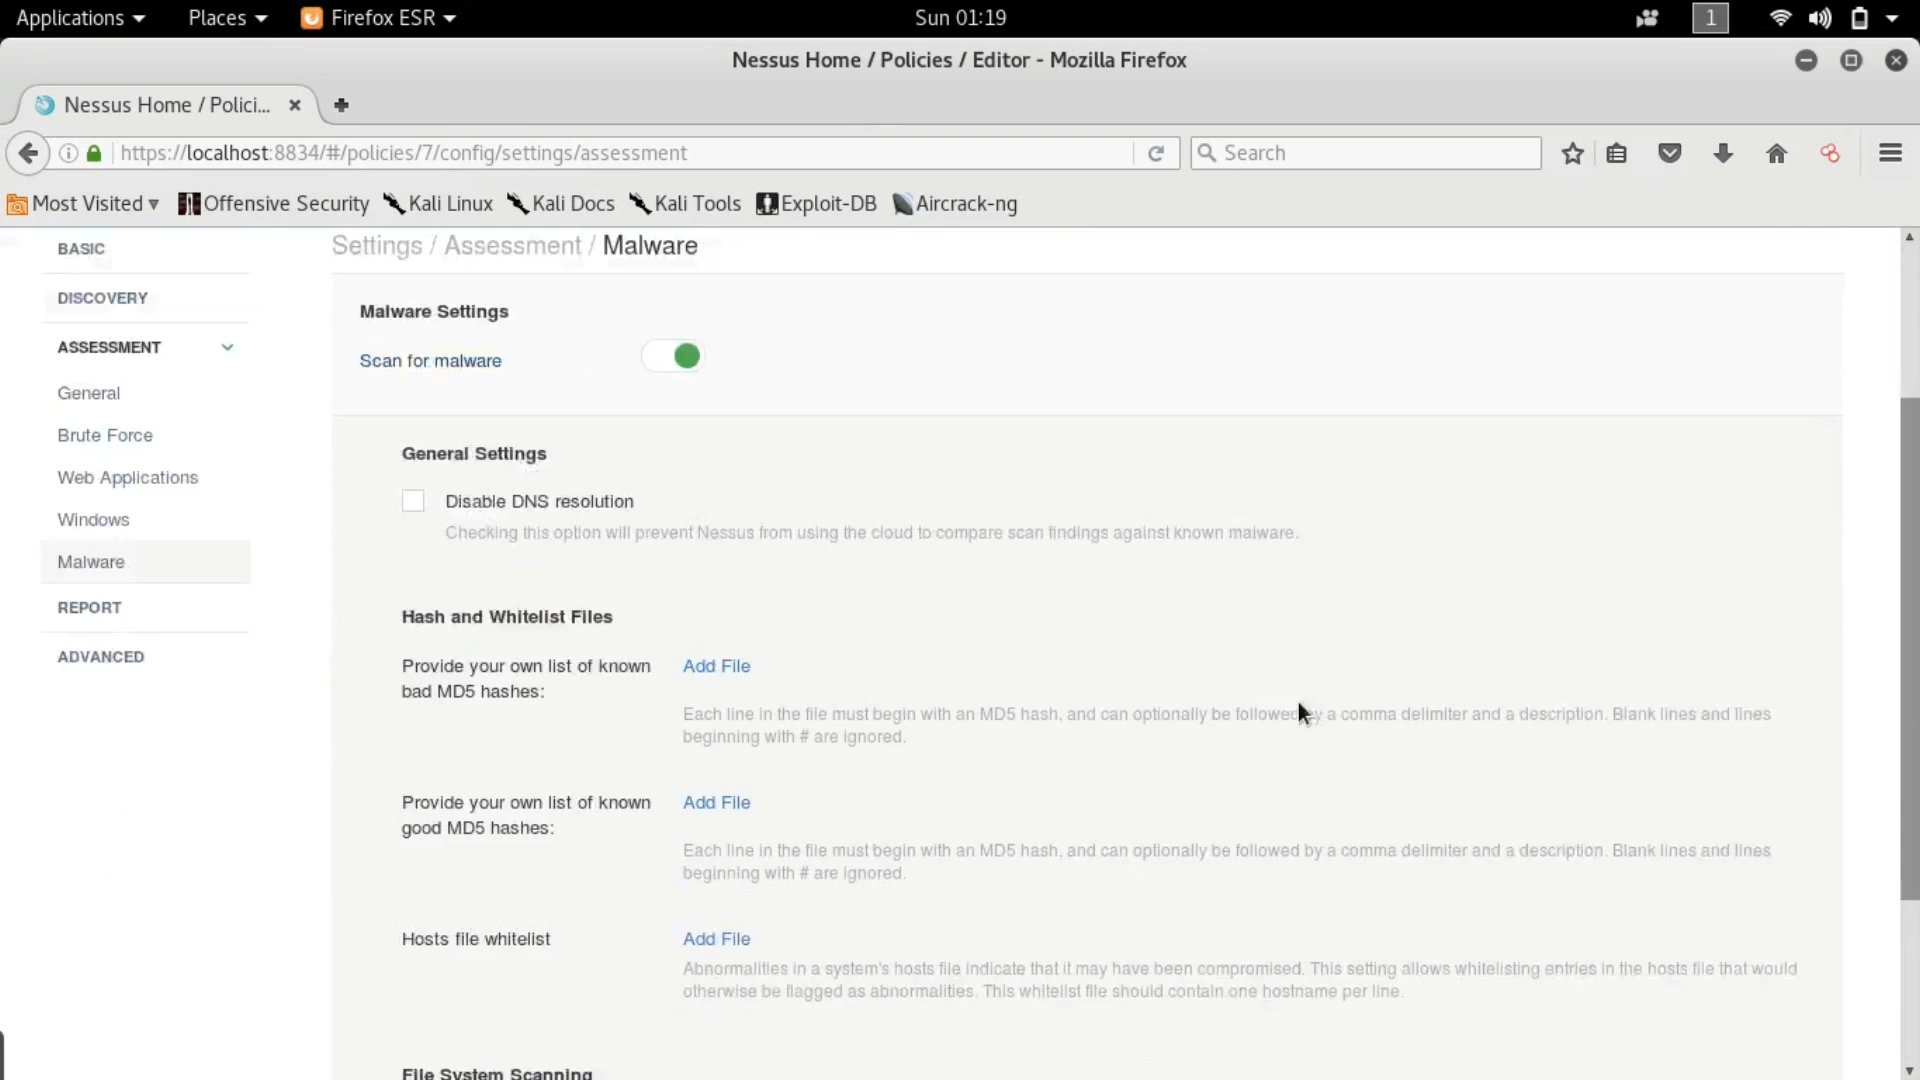 Applications Places Firefox ESR Sun 01:19 1
Nessus Home / Policies / Editor - Mozilla Firefox
Nessus Home / Polici...
https://localhost:8834/#/policies/7/config/settings/assessment Search
Most Visited Offensive Security Kali Linux Kali Docs Kali Tools Exploit-DB Aircrack-ng
BASIC
DISCOVERY
ASSESSMENT
General
Brute Force
Web Applications
Windows
Malware
REPORT
ADVANCED
Settings / Assessment / Malware
Malware Settings
Scan for malware
General Settings
Disable DNS resolution
Checking this option will prevent Nessus from using the cloud to compare scan findings against known malware.
Hash and Whitelist Files
Provide your own list of known
bad MD5 hashes:
Add File
Each line in the file must begin with an MD5 hash, and can optionally be followed by a comma delimiter and a description. Blank lines and lines
beginning with # are ignored.
Provide your own list of known
good MD5 hashes:
Add File
Each line in the file must begin with an MD5 hash, and can optionally be followed by a comma delimiter and a description. Blank lines and lines
beginning with # are ignored.
Hosts file whitelist
Add File
Abnormalities in a system's hosts file indicate that it may have been compromised. This setting allows whitelisting entries in the hosts file that would
otherwise be flagged as abnormalities. This whitelist file should contain one hostname per line.
File System Scanning